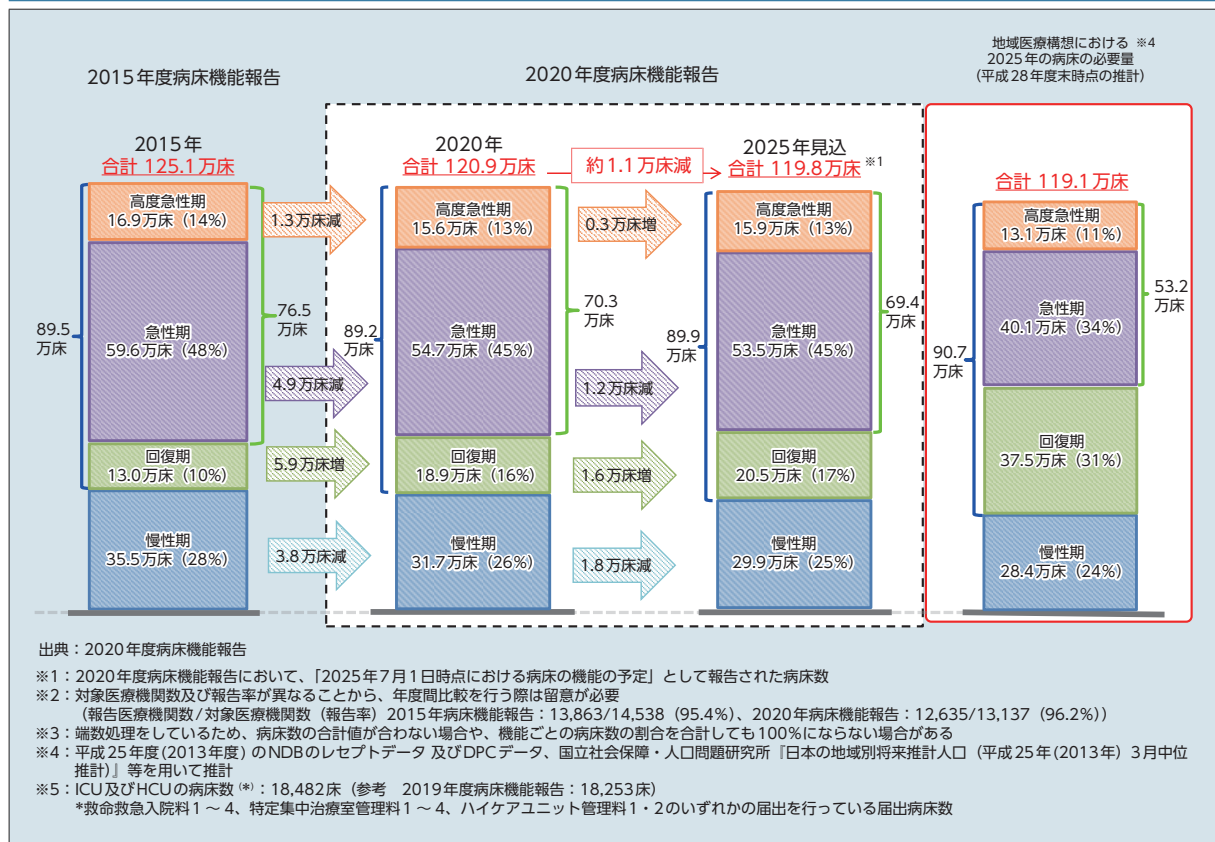 2015年度病床機能報告
2020年度病床機能報告
地域医療構想における ※4
2025年の病床の必要量
（平成28年度末時点の推計）
2015年
合計 125.1万床
高度急性期
16.9万床（14%）
急性期
59.6万床（48%）
回復期
13.0万床（10%）
慢性期
35.5万床（28%）
89.5
万床
76.5
万床
1.3万床減
4.9万床減
5.9万床増
3.8万床減
2020年
合計 120.9万床
高度急性期
15.6万床（13%）
急性期
54.7万床（45%）
回復期
18.9万床（16%）
慢性期
31.7万床（26%）
89.2
万床
70.3
万床
約1.1万床減
0.3万床増
1.2万床減
1.6万床増
1.8万床減
2025年見込
合計 119.8万床 ※1
高度急性期
15.9万床（13%）
急性期
53.5万床（45%）
回復期
20.5万床（17%）
慢性期
29.9万床（25%）
89.9
万床
69.4
万床
合計 119.1万床
高度急性期
13.1万床（11%）
急性期
40.1万床（34%）
回復期
37.5万床（31%）
慢性期
28.4万床（24%）
90.7
万床
53.2
万床
出典：2020年度病床機能報告
※1：2020年度病床機能報告において、「2025年7月1日時点における病床の機能の予定」として報告された病床数
※2：対象医療機関数及び報告率が異なることから、年度間比較を行う際は留意が必要
（報告医療機関数/対象医療機関数（報告率）2015年病床機能報告：13,863/14,538（95.4%）、2020年病床機能報告：12,635/13,137（96.2%））
※3：端数処理をしているため、病床数の合計値が合わない場合や、機能ごとの病床数の割合を合計しても100%にならない場合がある
※4：平成25年度(2013年度) のNDBのレセプトデータ 及びDPCデータ、国立社会保障・人口問題研究所『日本の地域別将来推計人口（平成25年(2013年）3月中位
推計）』等を用いて推計
※5：ICU及びHCUの病床数(*)：18,482床（参考　2019年度病床機能報告：18,253床）
*救命救急入院料1～4、特定集中治療室管理料1～4、ハイケアユニット管理料1・2のいずれかの届出を行っている届出病床数